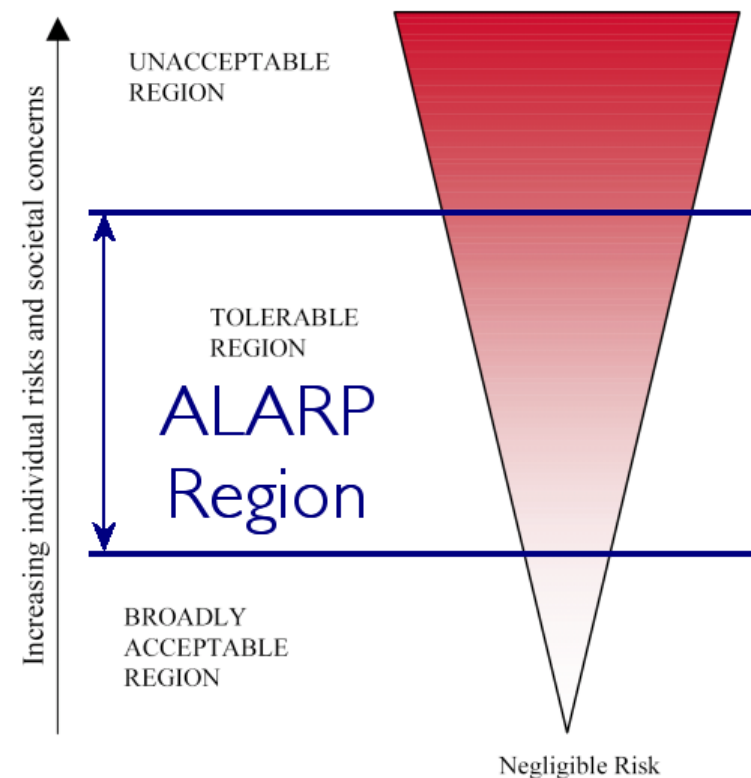 Increasing individual risks and societal concerns
UNACCEPTABLE
REGION
TOLERABLE
REGION
ALARP
Region
BROADLY
ACCEPTABLE
REGION
Negligible Risk